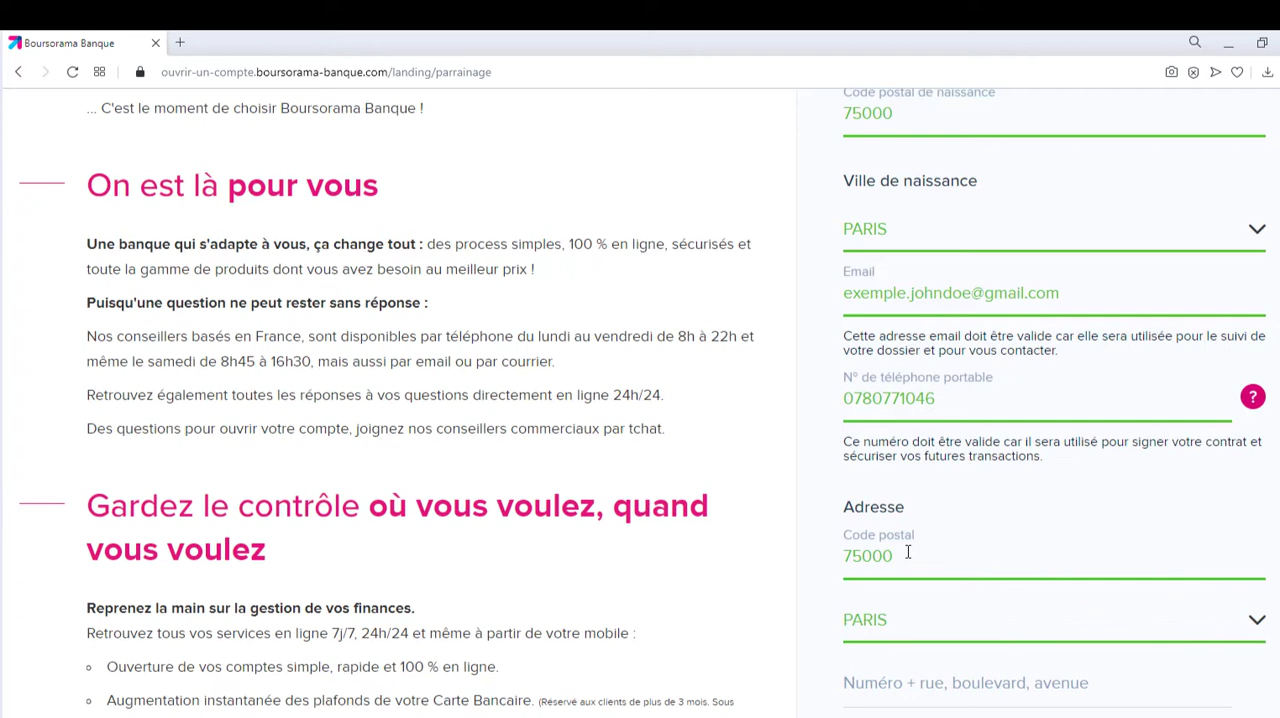 Boursorama Banque
ouvrir-un-compte.boursorama-banque.com/landing/parrainage
... C'est le moment de choisir Boursorama Banque !
On est là pour vous
Une banque qui s'adapte à vous, ça change tout : des process simples, 100 % en ligne, sécurisés et
toute la gamme de produits dont vous avez besoin au meilleur prix !
Puisqu'une question ne peut rester sans réponse :
Nos conseillers basés en France, sont disponibles par téléphone du lundi au vendredi de 8h à 22h et
même le samedi de 8h45 à 16h30, mais aussi par email ou par courrier.
Retrouvez également toutes les réponses à vos questions directement en ligne 24h/24.
Des questions pour ouvrir votre compte, joignez nos conseillers commerciaux par tchat.
Gardez le contrôle où vous voulez, quand
vous voulez
Reprenez la main sur la gestion de vos finances.
Retrouvez tous vos services en ligne 7j/7, 24h/24 et même à partir de votre mobile :
Ouverture de vos comptes simple, rapide et 100 % en ligne.
Augmentation instantanée des plafonds de votre Carte Bancaire. (Réservé aux clients de plus de 3 mois. Sous
Code postal de naissance
75000
Ville de naissance
PARIS
Email
exemple.johndoe@gmail.com
Cette adresse email doit être valide car elle sera utilisée pour le suivi de
votre dossier et pour vous contacter.
N° de téléphone portable
0780771046
?
Ce numéro doit être valide car il sera utilisé pour signer votre contrat et
sécuriser vos futures transactions.
Adresse
Code postal
75000
PARIS
Numéro + rue, boulevard, avenue